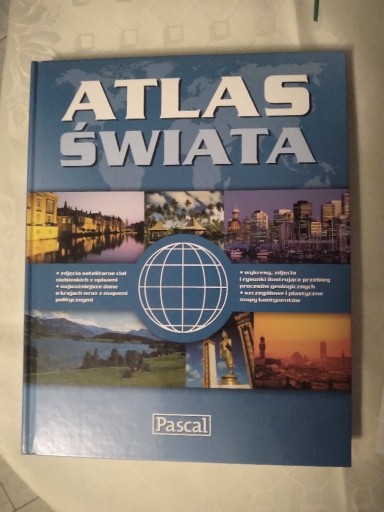 ATLAS
ŚWIATA
• zdjęcia satelitarne ciał
niebieskich z opisami
• najważniejsze dane
o krajach wraz z mapami
politycznymi
• wykresy, zdjęcia
i rysunki ilustrujące przebieg
procesów geologicznych
• szczegółowe i plastyczne
mapy kontynentów
Pascal